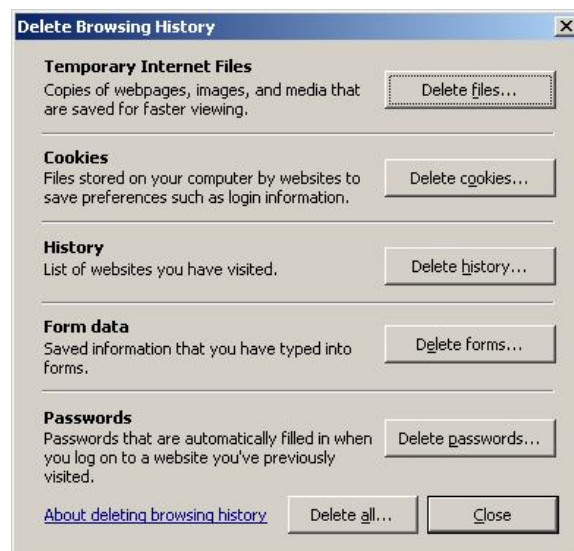 Delete Browsing History
Temporary Internet Files
Copies of webpages, images, and media that
are saved for faster viewing.
Delete files...
Cookies
Files stored on your computer by websites to
save preferences such as login information.
Delete cookies...
History
List of websites you have visited.
Delete history...
Form data
Saved information that you have typed into
forms.
Delete forms...
Passwords
Passwords that are automatically filled in when
you log on to a website you've previously
visited.
Delete passwords...
About deleting browsing history
Delete all...
Close